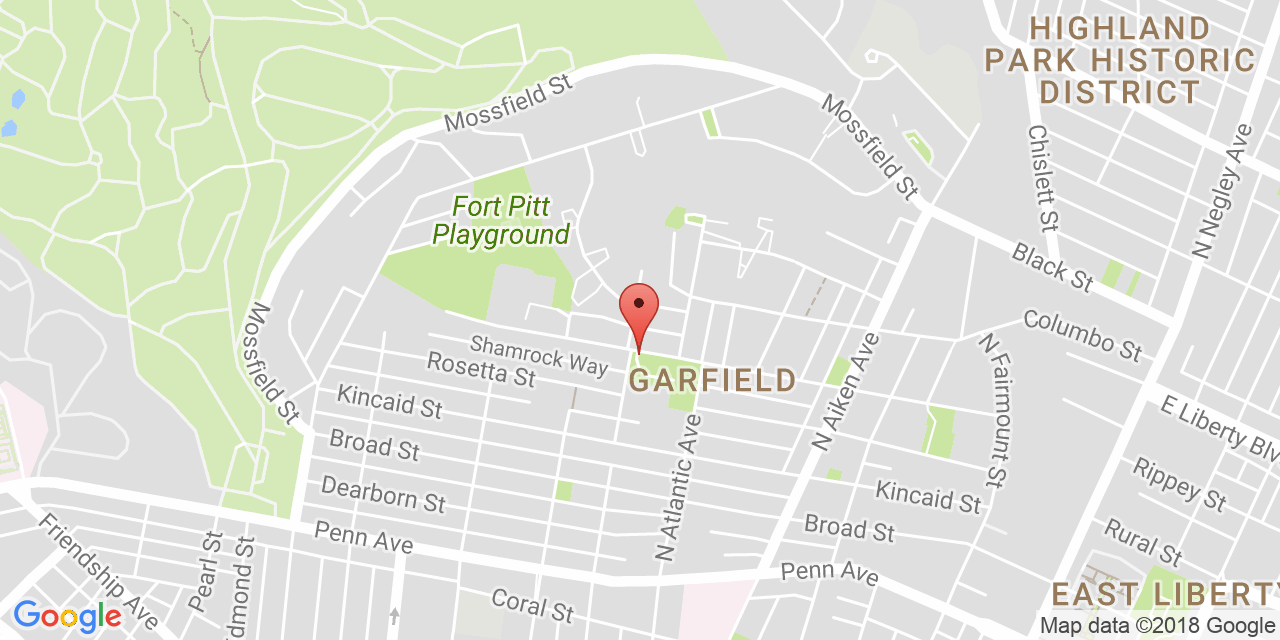 HIGHLAND
PARK HISTORIC
DISTRICT
Mossfield St
Mossfield St
Chislett St
N Negley Ave
Fort Pitt
Playground
Black St
Mossfield St
Columbo St
Shamrock Way
Rosetta St
GARFIELD
N Aiken Ave
N Fairmount St
Kincaid St
E Liberty Blv
Broad St
N Atlantic Ave
Dearborn St
Kincaid St
Rippey St
Penn Ave
Broad St
Rural St
Friendship Ave
Pearl St
dmond St
Penn Ave
Coral St
EAST LIBERTY
Google
Map data ©2018 Google